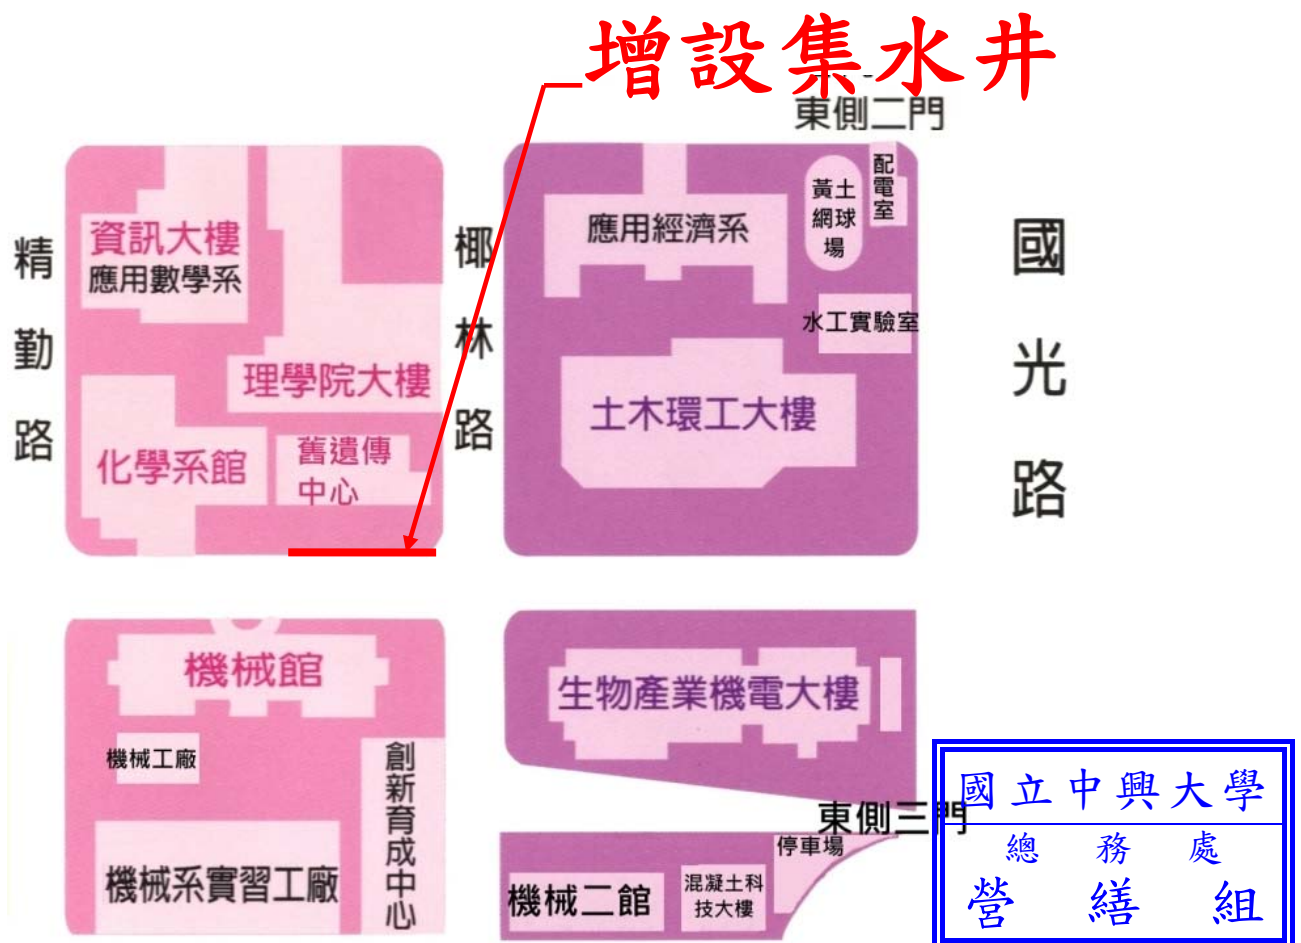 增設集水井
東側二門
精勤路
資訊大樓
應用數學系
理學院大樓
化學系館
舊遺傳
中心
椰林路
應用經濟系
黃土
網球
場
配電室
水工實驗室
土木環工大樓
國光路
機械館
機械工廠
創新育成中心
機械系實習工廠
生物產業機電大樓
東側三門
停車場
機械二館
混凝土科
技大樓
國立中興大學
總務處
營繕組